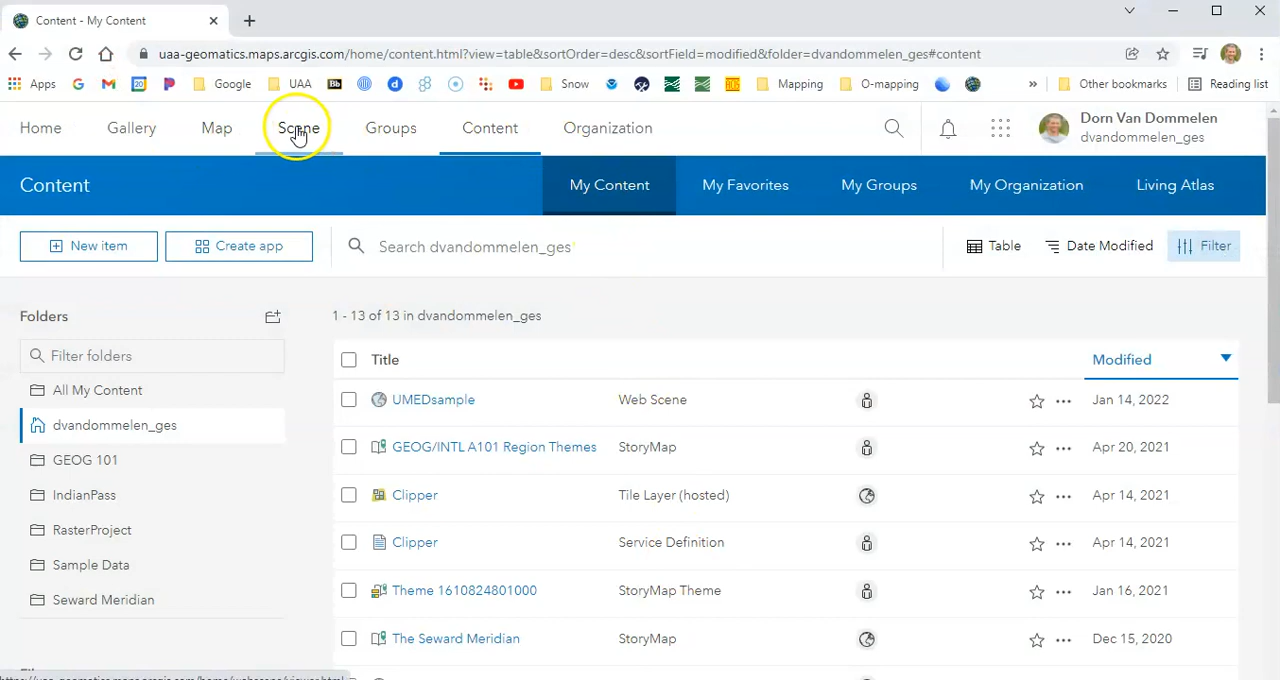 Content - My Content
uaa-geomatics.maps.arcgis.com/home/content.html?view=table&sortOrder=desc&sortField=modified&folder=dvandommelen_ges#content
Apps Google UAA Bb Snow Mapping O-mapping » Other bookmarks Reading list
Home Gallery Map Scene Groups Content Organization
Dorn Van Dommelen
dvandommelen_ges
Content My Content My Favorites My Groups My Organization Living Atlas
New item Create app Search dvandommelen_ges Table Date Modified Filter
Folders
1 - 13 of 13 in dvandommelen_ges
Filter folders
All My Content
dvandommelen_ges
GEOG 101
IndianPass
RasterProject
Sample Data
Seward Meridian
Title Modified
UMEDsample Web Scene Jan 14, 2022
GEOG/INTL A101 Region Themes StoryMap Apr 20, 2021
Clipper Tile Layer (hosted) Apr 14, 2021
Clipper Service Definition Apr 14, 2021
Theme 1610824801000 StoryMap Theme Jan 16, 2021
The Seward Meridian StoryMap Dec 15, 2020